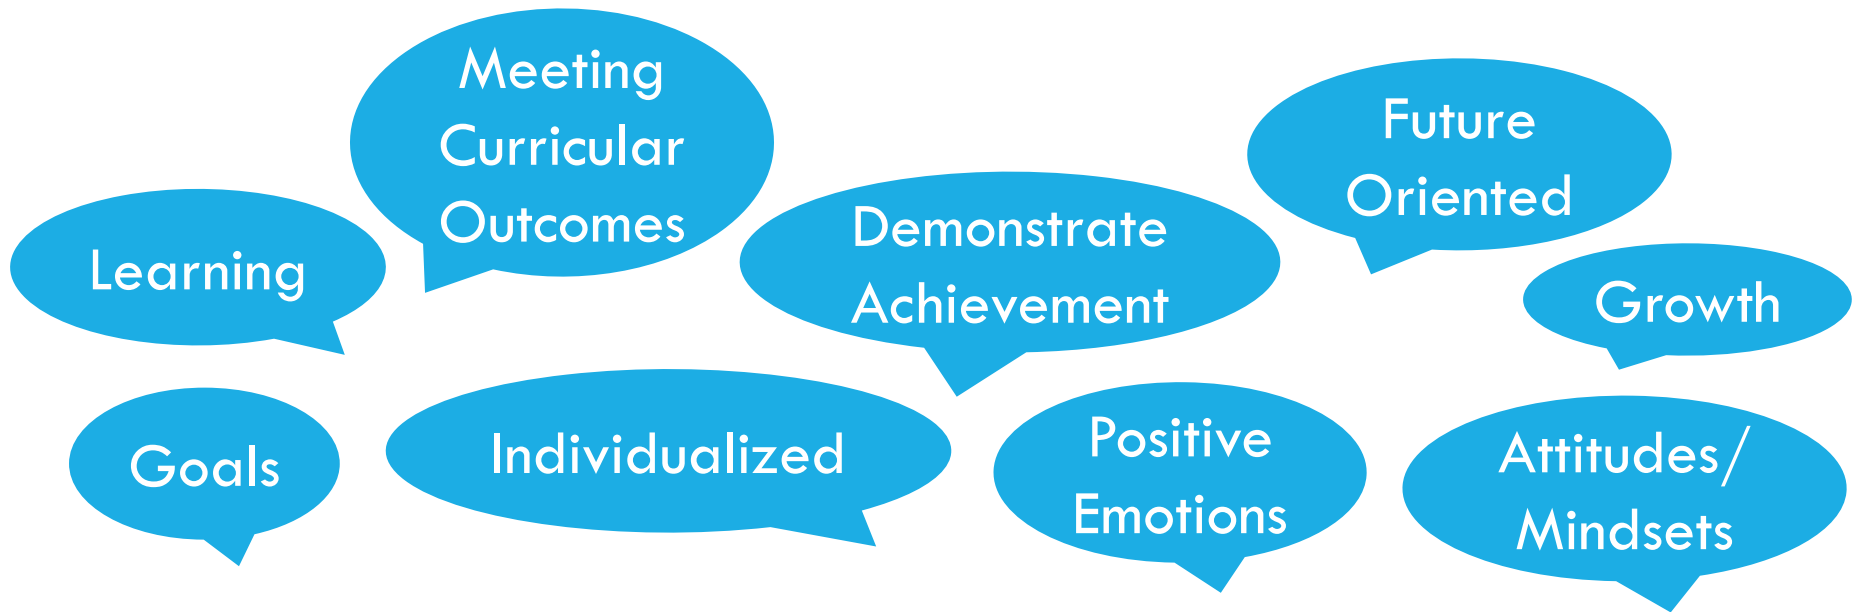 Meeting
Curricular
Outcomes
Future
Oriented
Learning
Demonstrate
Achievement
Growth
Goals
Individualized
Positive
Emotions
Attitudes/
Mindsets